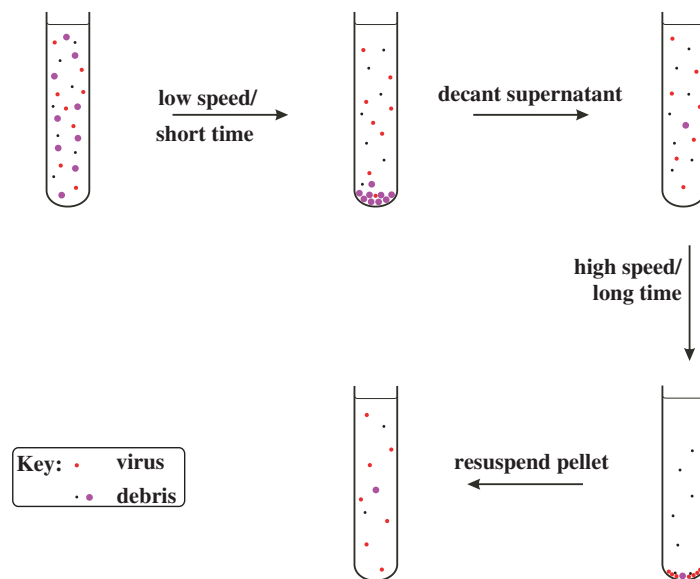 low speed/
short time
decant supernatant
high speed/
long time
resuspend pellet
Key: virus
debris